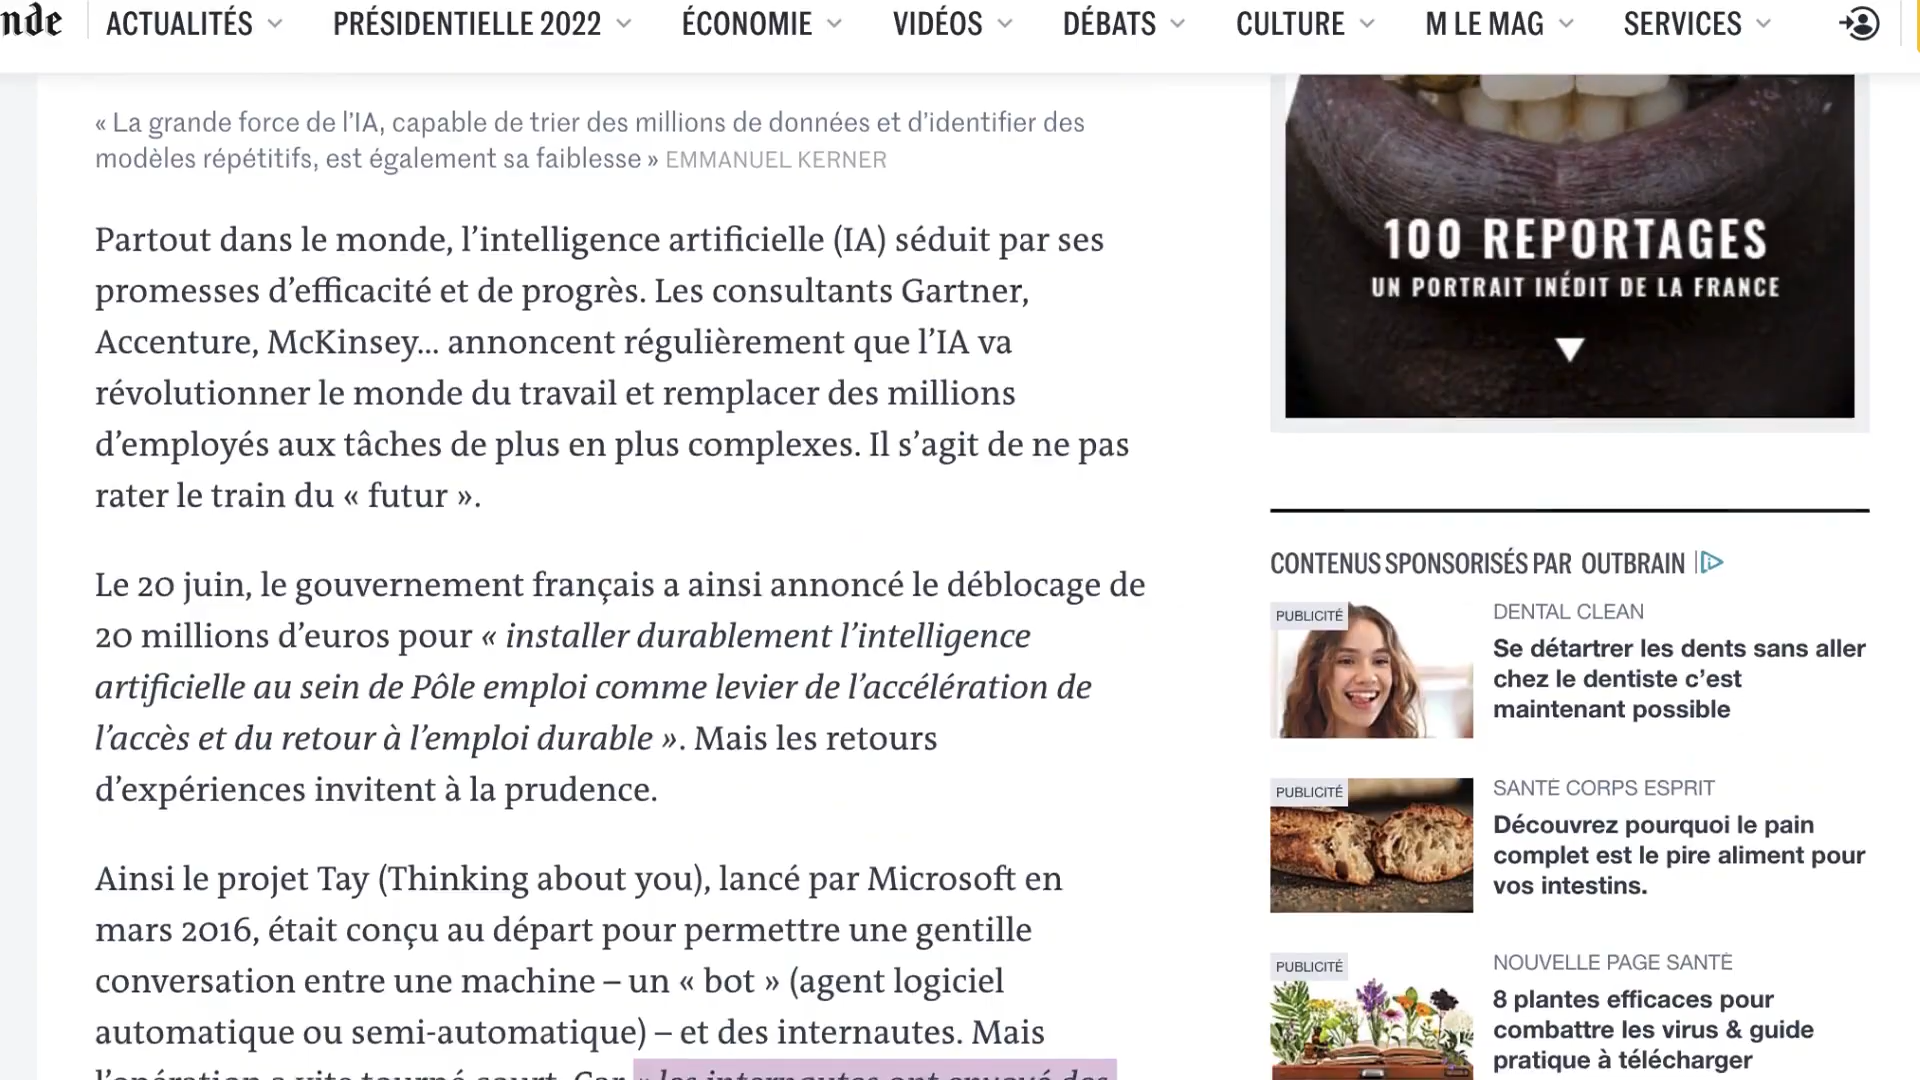 nde
ACTUALITÉS
PRÉSIDENTIELLE 2022
ÉCONOMIE
VIDÉOS
DÉBATS
CULTURE
M LE MAG
SERVICES
« La grande force de l’IA, capable de trier des millions de données et d’identifier des
modèles répétitifs, est également sa faiblesse » EMMANUEL KERNER
Partout dans le monde, l’intelligence artificielle (IA) séduit par ses
promesses d’efficacité et de progrès. Les consultants Gartner,
Accenture, McKinsey… annoncent régulièrement que l’IA va
révolutionner le monde du travail et remplacer des millions
d’employés aux tâches de plus en plus complexes. Il s’agit de ne pas
rater le train du « futur ».
Le 20 juin, le gouvernement français a ainsi annoncé le déblocage de
20 millions d’euros pour « installer durablement l’intelligence
artificielle au sein de Pôle emploi comme levier de l’accélération de
l’accès et du retour à l’emploi durable ». Mais les retours
d’expériences invitent à la prudence.
Ainsi le projet Tay (Thinking about you), lancé par Microsoft en
mars 2016, était conçu au départ pour permettre une gentille
conversation entre une machine – un « bot » (agent logiciel
automatique ou semi-automatique) – et des internautes. Mais
l’opération a vite tourné court. Car « les internautes ont envoyé des
100 REPORTAGES
UN PORTRAIT INÉDIT DE LA FRANCE
CONTENUS SPONSORISÉS PAR OUTBRAIN
PUBLICITÉ
DENTAL CLEAN
Se détartrer les dents sans aller
chez le dentiste c’est
maintenant possible
PUBLICITÉ
SANTÉ CORPS ESPRIT
Découvrez pourquoi le pain
complet est le pire aliment pour
vos intestins.
PUBLICITÉ
NOUVELLE PAGE SANTÉ
8 plantes efficaces pour
combattre les virus & guide
pratique à télécharger